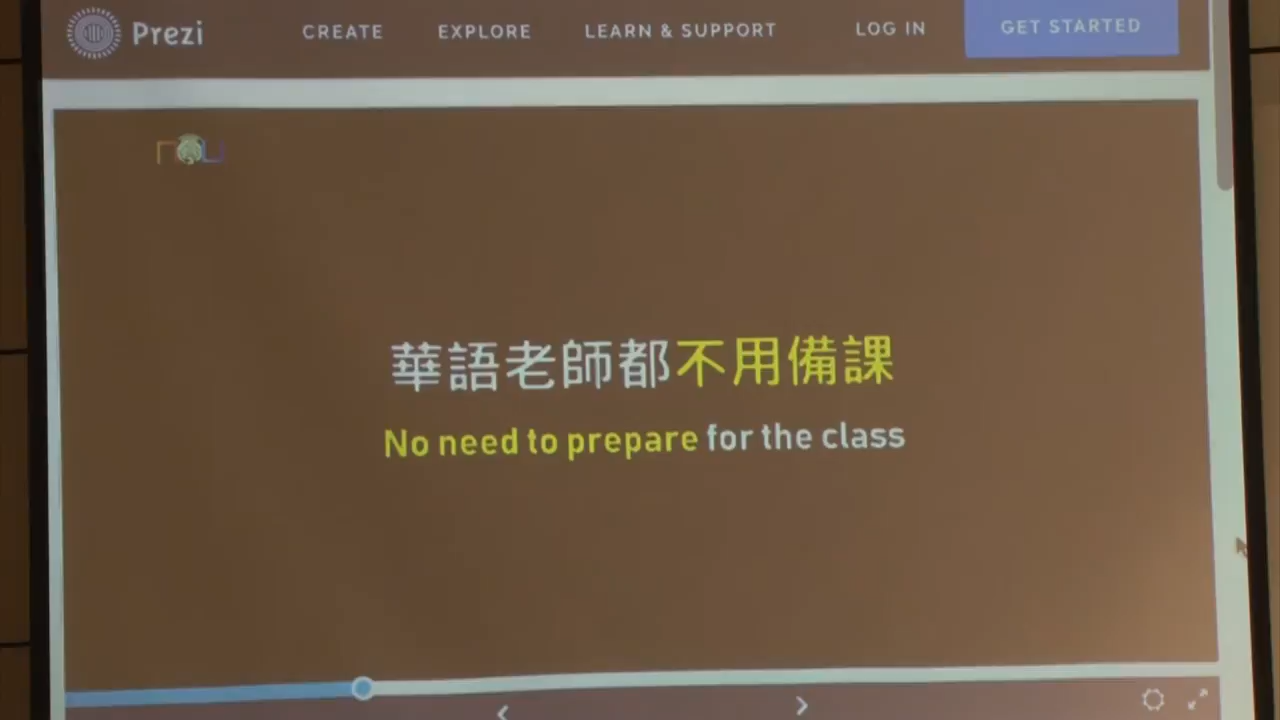 Prezi CREATE EXPLORE LEARN & SUPPORT LOG IN GET STARTED
華語老師都不用備課
No need to prepare for the class